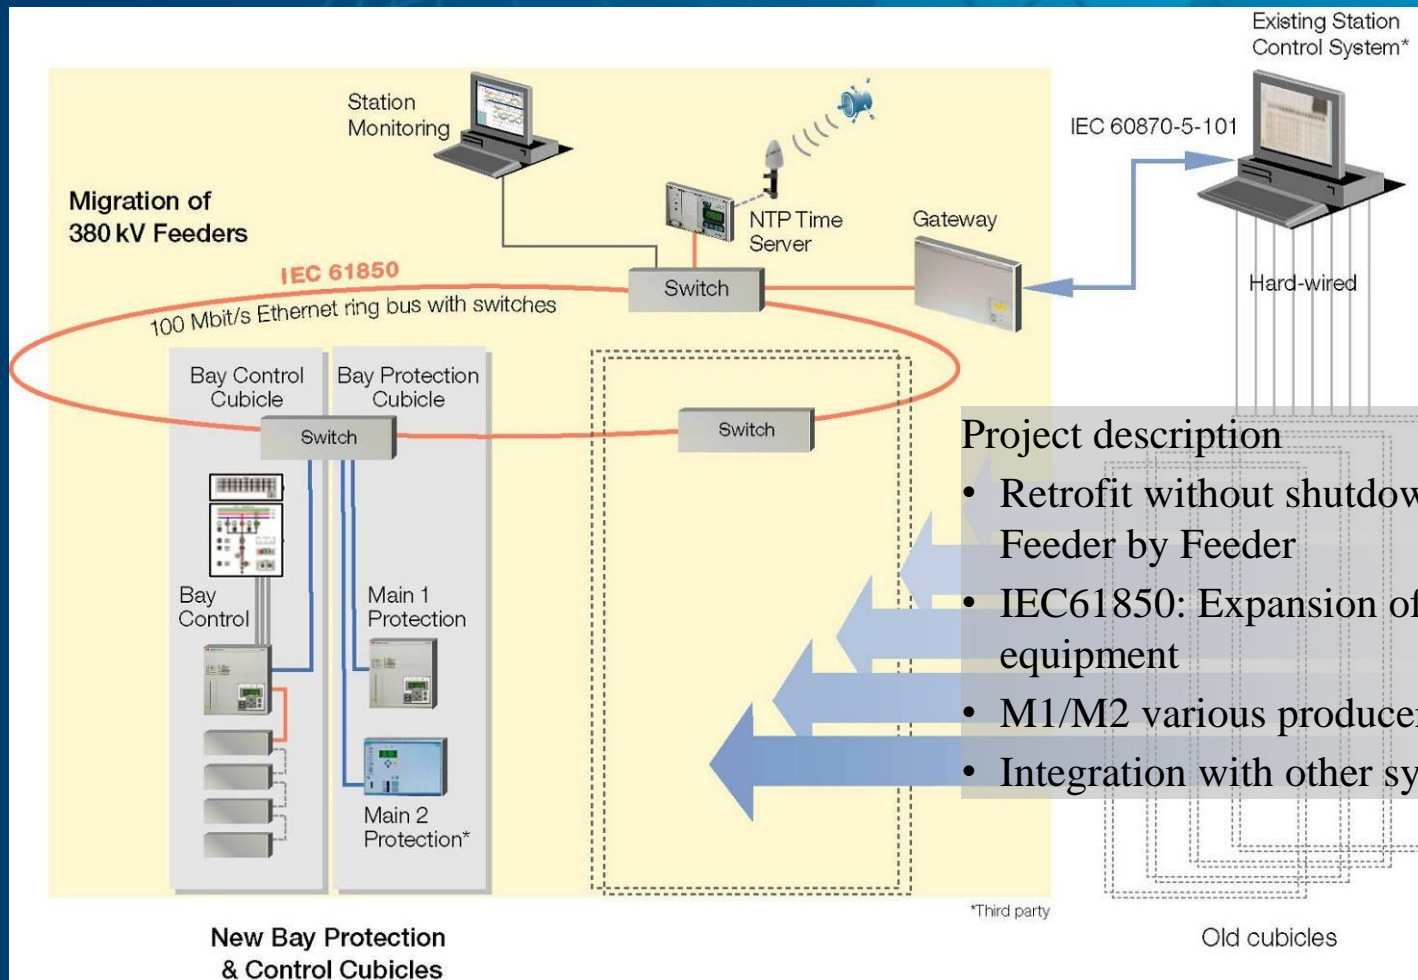 Existing Station
Control System*
Station
Monitoring
IEC 60870-5-101
Migration of
380 kV Feeders
NTP Time
Server
Gateway
IEC 61850
Switch
Hard-wired
100 Mbit/s Ethernet ring bus with switches
Bay Control
Cubicle
Bay Protection
Cubicle
Switch
Switch
Project description
• Retrofit without
Feeder by Feeder
• IEC61850: Expansion of
equipment
• M1/M2 various
• Integration with other
Bay
Control
Main 1
Protection
Main 2
Protection*
*Third party
New Bay Protection
& Control Cubicles
Old cubicles